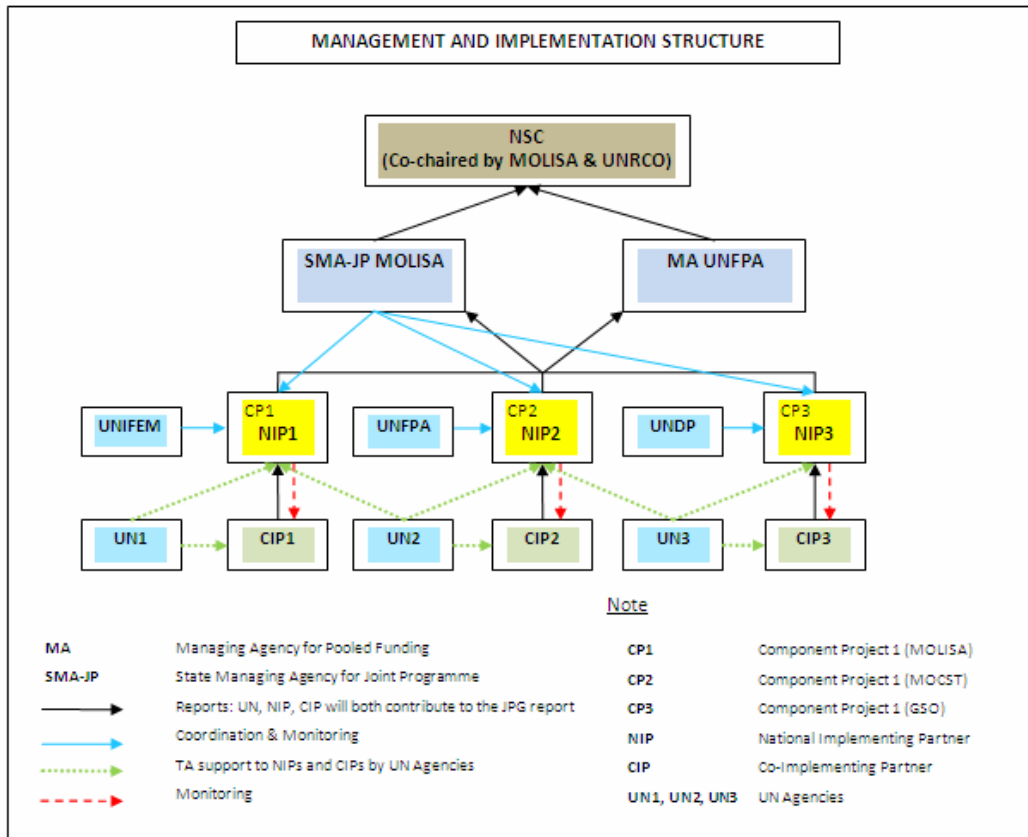 MANAGEMENT AND IMPLEMENTATION STRUCTURE
NSC
(Co-chaired by MOLISA & UNRCO)
SMA-JP MOLISA
MA UNFPA
UNIFEM
CP1
NIP1
UNFPA
CP2
NIP2
UNDP
CP3
NIP3
UN1
CIP1
UN2
CIP2
UN3
CIP3
MA Managing Agency for Pooled Funding
SMA-JP State Managing Agency for Joint Programme
Reports: UN, NIP, CIP will both contribute to the JPG report
Coordination & Monitoring
TA support to NIPs and CIPs by UN Agencies
Monitoring
Note
CP1 Component Project 1 (MOLISA)
CP2 Component Project 1 (MOCST)
CP3 Component Project 1 (GSO)
NIP National Implementing Partner
CIP Co-Implementing Partner
UN1, UN2, UN3 UN Agencies